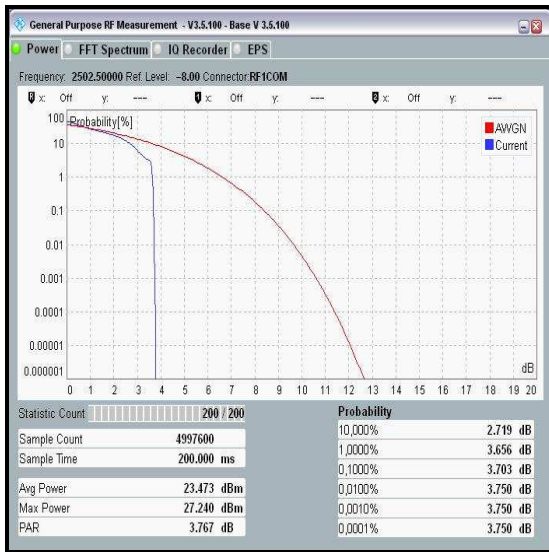 General Purpose RF Measurement - V3.5.100 - Base V 3.5.100
Power FFT Spectrum IQ Recorder EPS
Frequency: 2502.50000 Ref. Level: -8.00 Connector:RF1COM
x: Off y: --- x: Off y: --- x: Off y: ---
Probability[%]
AWGN
Current
100
10
1
0.1
0.01
0.001
0.0001
0.00001
0.000001
dB
0 1 2 3 4 5 6 7 8 9 10 11 12 13 14 15 16 17 18 19 20
Statistic Count 200 / 200
Sample Count 4997600
Sample Time 200.000 ms
Avg Power 23.473 dBm
Max Power 27.240 dBm
PAR 3.767 dB
Probability
10,000% 2.719 dB
1,0000% 3.656 dB
0,1000% 3.703 dB
0,0100% 3.750 dB
0,0010% 3.750 dB
0,0001% 3.750 dB